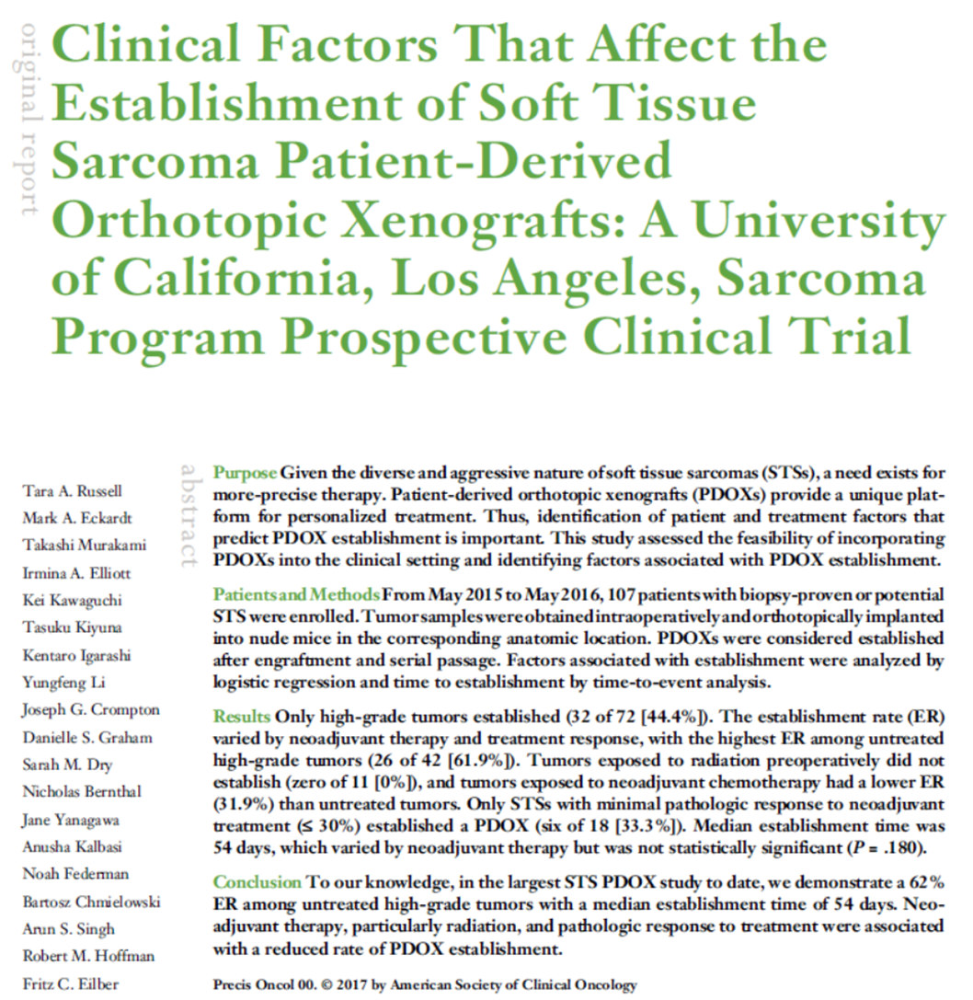 original report
Clinical Factors That Affect the
Establishment of Soft Tissue
Sarcoma Patient-Derived
Orthotopic Xenografts: A University
of California, Los Angeles, Sarcoma
Program Prospective Clinical Trial
Tara A. Russell
Mark A. Eckardt
Takashi Murakami
Irmina A. Elliott
Kei Kawaguchi
Tasuku Kiyuna
Kentaro Igarashi
Yungfeng Li
Joseph G. Crompton
Danielle S. Graham
Sarah M. Dry
Nicholas Bernthal
Jane Yanagawa
Anusha Kalbasi
Noah Federman
Bartosz Chmielowski
Arun S. Singh
Robert M. Hoffman
Fritz C. Eilber
abstract
Purpose Given the diverse and aggressive nature of soft tissue sarcomas (STSs), a need exists for
more-precise therapy. Patient-derived orthotopic xenografts (PDOXs) provide a unique plat-
form for personalized treatment. Thus, identification of patient and treatment factors that
predict PDOX establishment is important. This study assessed the feasibility of incorporating
PDOXs into the clinical setting and identifying factors associated with PDOX establishment.
Patients and Methods From May 2015 to May 2016, 107 patients with biopsy-proven or potential
STS were enrolled. Tumor samples were obtained intraoperatively and orthotopically implanted
into nude mice in the corresponding anatomic location. PDOXs were considered established
after engraftment and serial passage. Factors associated with establishment were analyzed by
logistic regression and time to establishment by time-to-event analysis.
Results Only high-grade tumors established (32 of 72 [44.4%]). The establishment rate (ER)
varied by neoadjuvant therapy and treatment response, with the highest ER among untreated
high-grade tumors (26 of 42 [61.9%]). Tumors exposed to radiation preoperatively did not
establish (zero of 11 [0%]), and tumors exposed to neoadjuvant chemotherapy had a lower ER
(31.9%) than untreated tumors. Only STSs with minimal pathologic response to neoadjuvant
treatment (≤ 30%) established a PDOX (six of 18 [33.3%]). Median establishment time was
54 days, which varied by neoadjuvant therapy but was not statistically significant (P = .180).
Conclusion To our knowledge, in the largest STS PDOX study to date, we demonstrate a 62%
ER among untreated high-grade tumors with a median establishment time of 54 days. Neo-
adjuvant therapy, particularly radiation, and pathologic response to treatment were associated
with a reduced rate of PDOX establishment.
Precis Oncol 00. © 2017 by American Society of Clinical Oncology